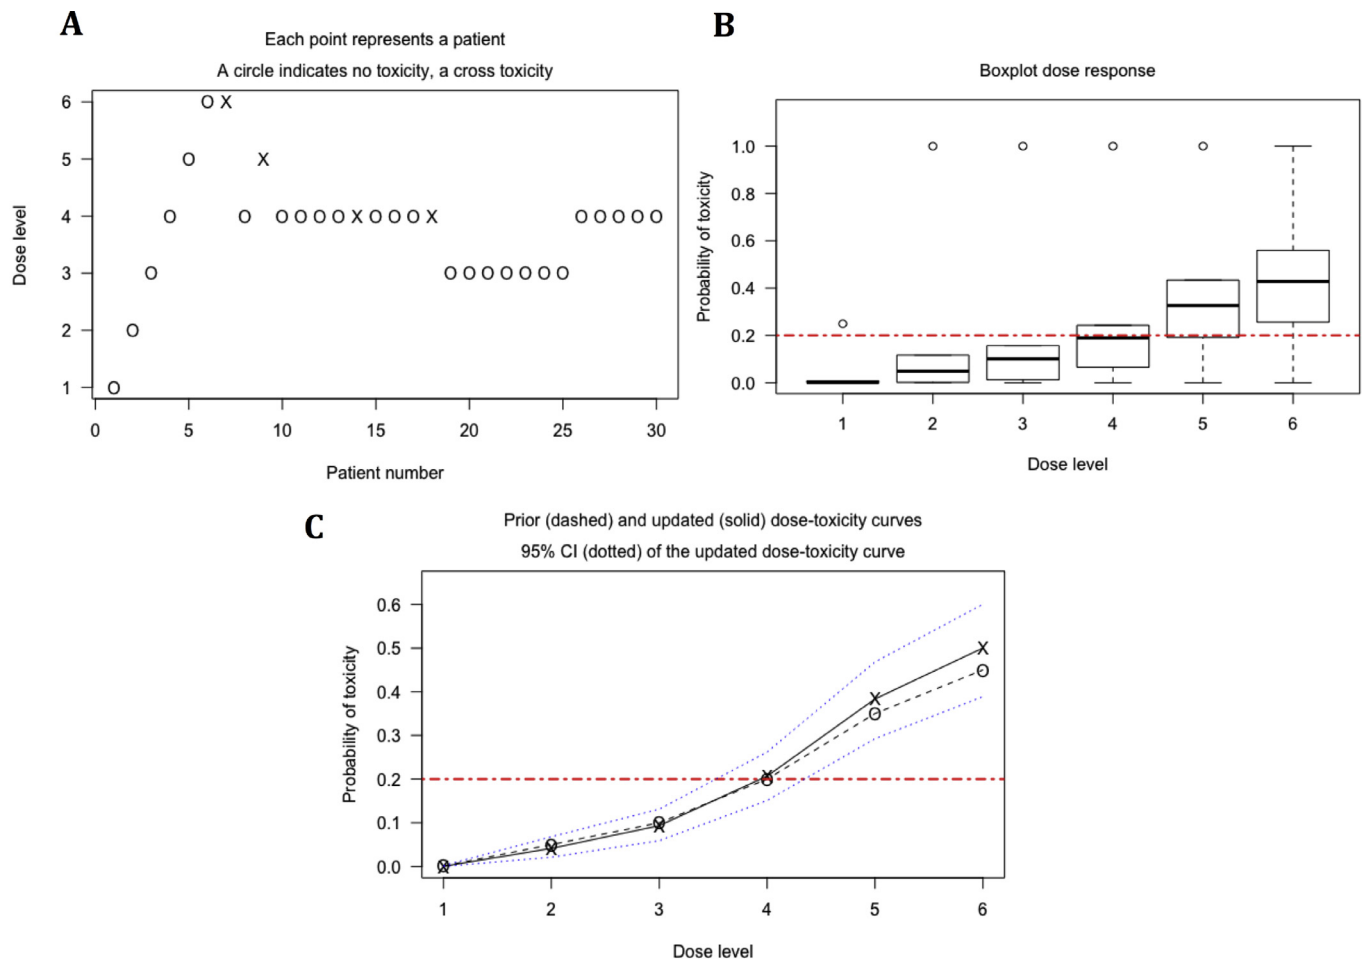 A
Each point represents a patient
A circle indicates no toxicity, a cross toxicity
6 O X
5 O X
4 O O O O O O X O O O X O O O O O
3 O O O O O O O O
2 O
1 O
0 5 10 15 20 25 30
Dose level
Patient number
B
Boxplot dose response
1.0
0.8
0.6
0.4
0.2
0.0
1 2 3 4 5 6
Probability of toxicity
Dose level
C
Prior (dashed) and updated (solid) dose-toxicity curves
95% CI (dotted) of the updated dose-toxicity curve
0.6
0.5
0.4
0.3
0.2
0.1
0.0
1 2 3 4 5 6
Probability of toxicity
Dose level